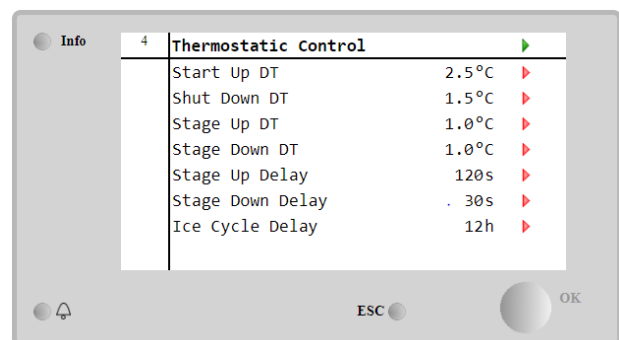 Info
4 Thermostatic Control
Start Up DT 2.5°C
Shut Down DT 1.5°C
Stage Up DT 1.0°C
Stage Down DT 1.0°C
Stage Up Delay 120s
Stage Down Delay . 30s
Ice Cycle Delay 12h
ESC OK